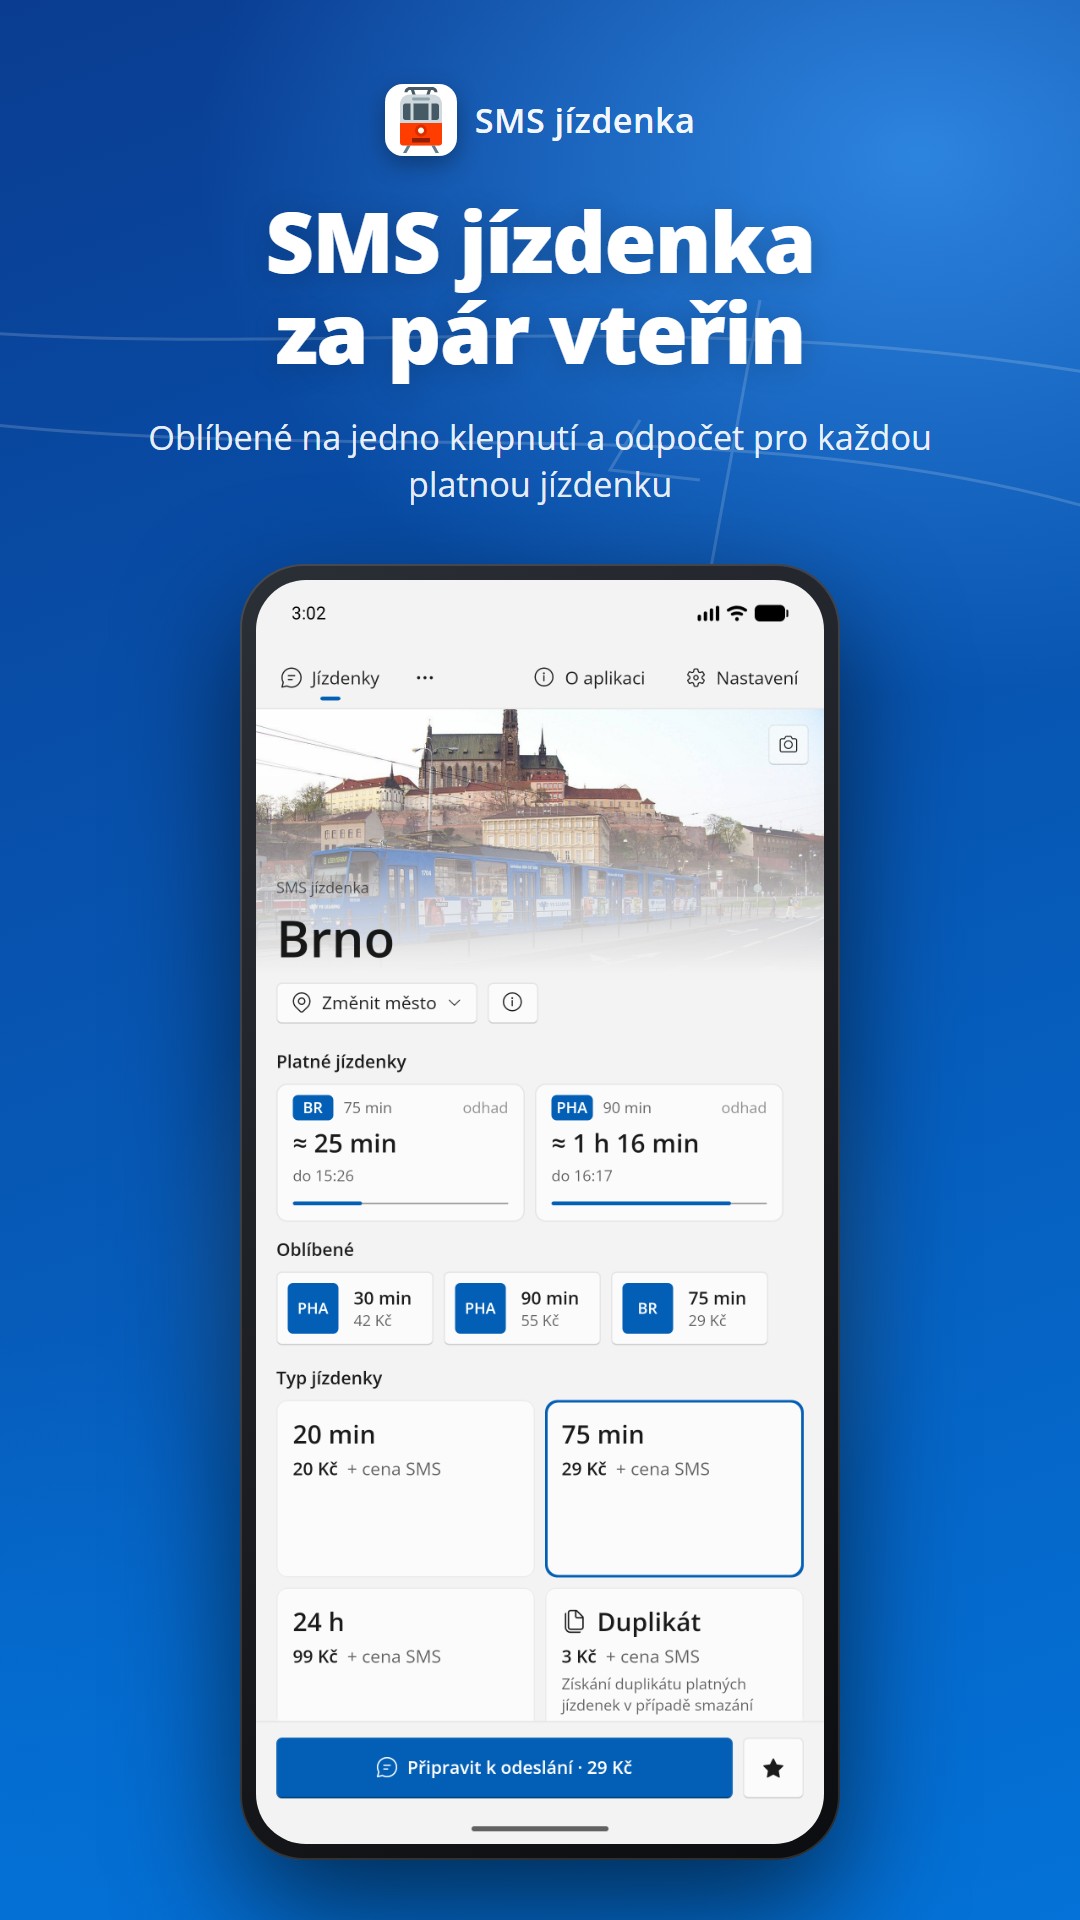 SMS jízdenka
SMS jízdenka
za pár vteřin
Oblíbené na jedno klepnutí a odpočet pro každou
platnou jízdenku
3:02
Jízdenky
O aplikaci
Nastavení
SMS jízdenka
Brno
Změnit město
Platné jízdenky
BR 75 min odhad
≈ 25 min
do 15:26
PHA 90 min odhad
≈ 1 h 16 min
do 16:17
Oblíbené
PHA
30 min
42 Kč
PHA
90 min
55 Kč
BR
75 min
29 Kč
Typ jízdenky
20 min
20 Kč + cena SMS
75 min
29 Kč + cena SMS
24 h
99 Kč + cena SMS
Duplikát
3 Kč + cena SMS
Získání duplikátu platných
jízdenek v případě smazání
Připravit k odeslání · 29 Kč